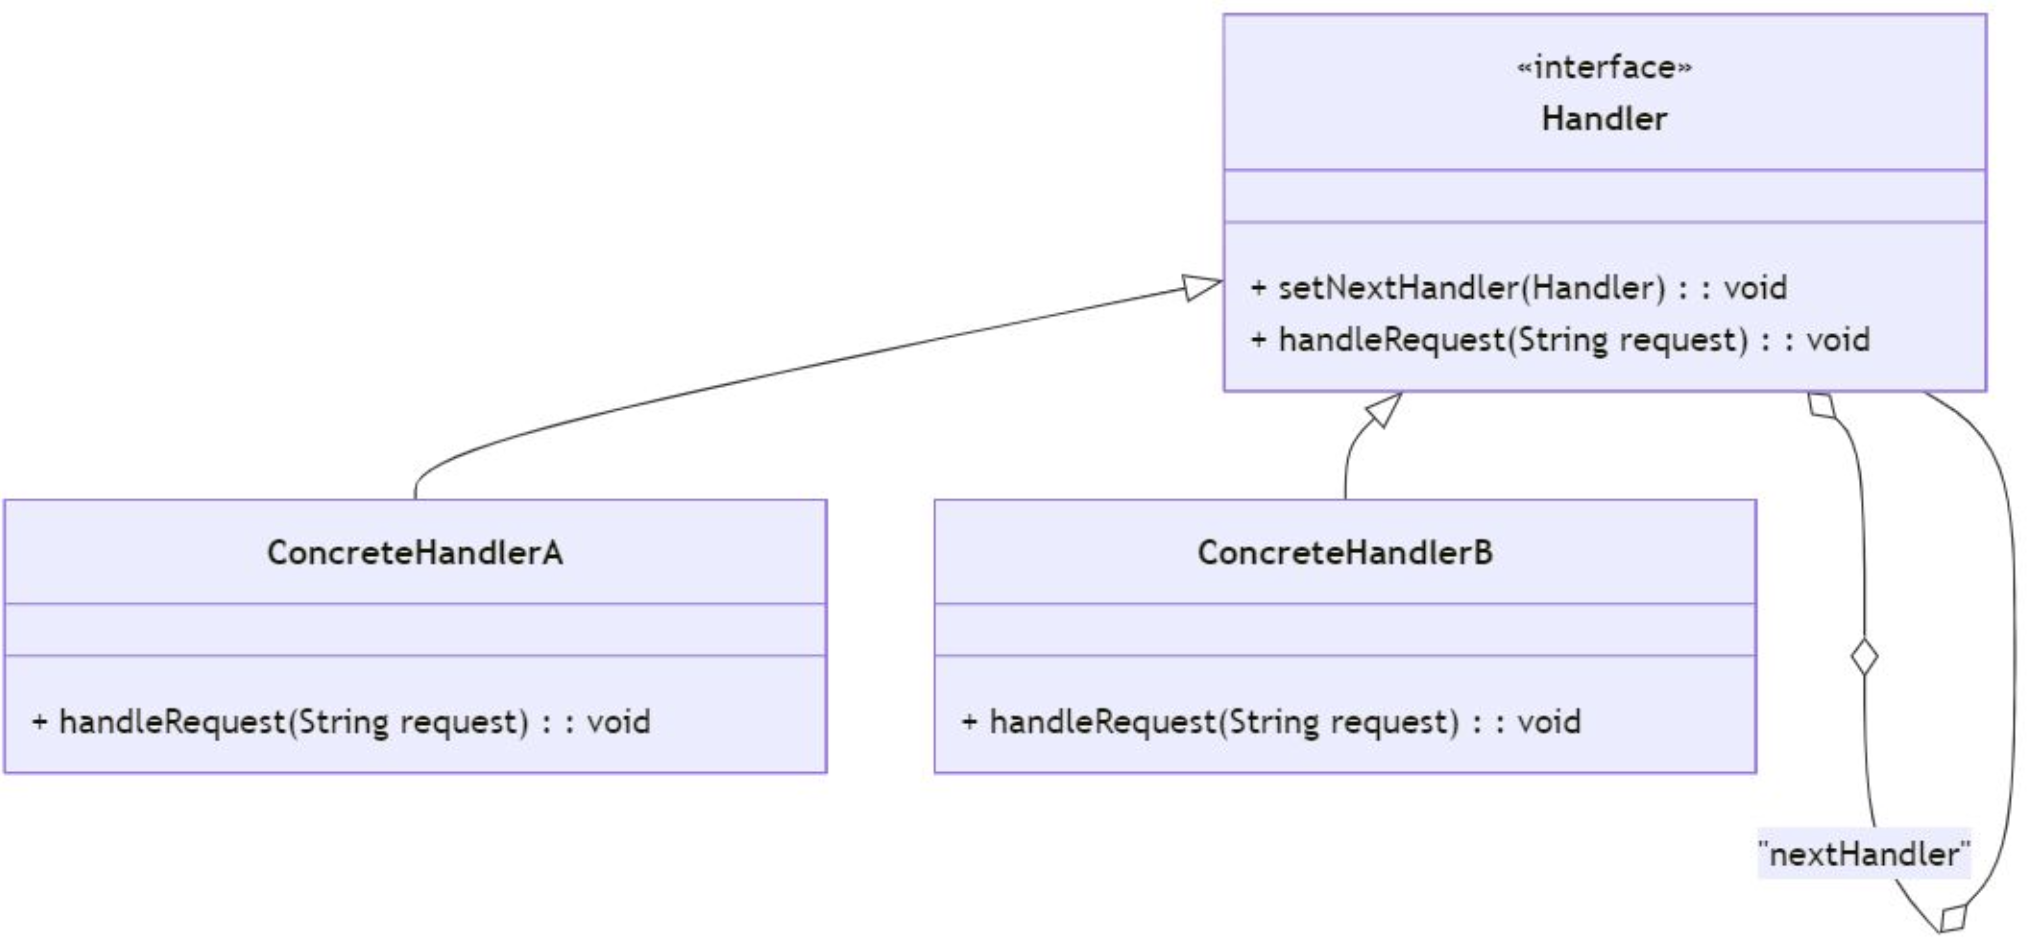 «interface»
Handler
+ setNextHandler(Handler) : : void
+ handleRequest(String request) : : void
ConcreteHandlerA
+ handleRequest(String request) : : void
ConcreteHandlerB
+ handleRequest(String request) : : void
"nextHandler"